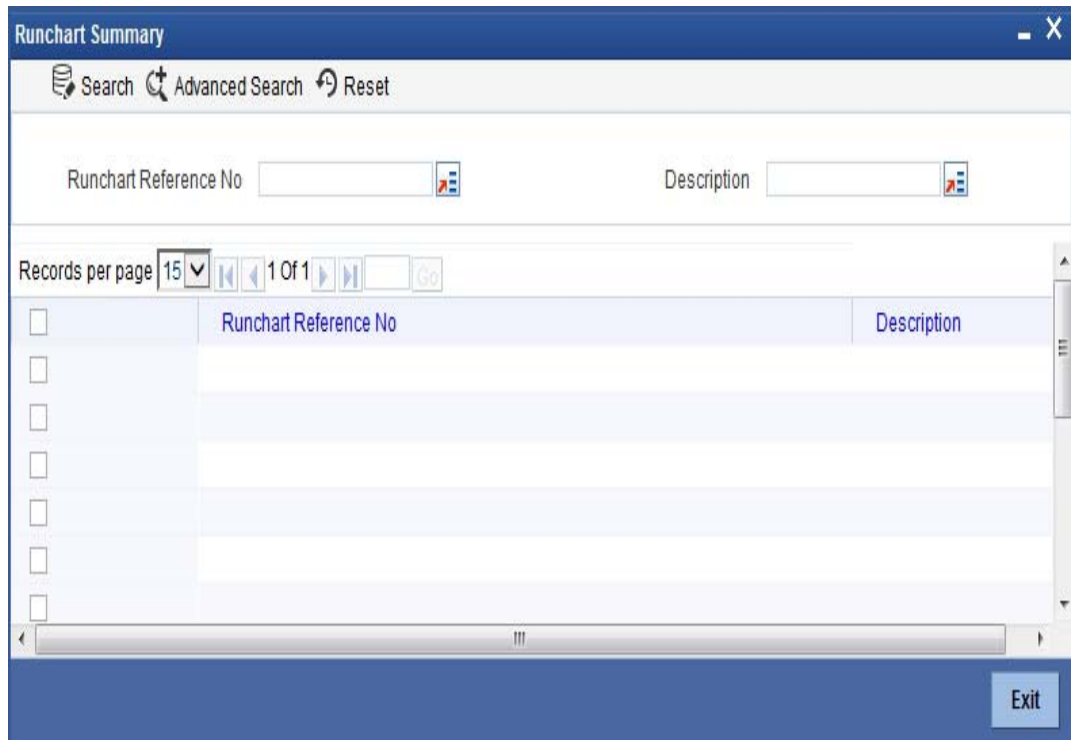 Runchart Summary
Search Advanced Search Reset
Runchart Reference No Description
Records per page 15 1 Of 1 Go
Runchart Reference No Description
Exit